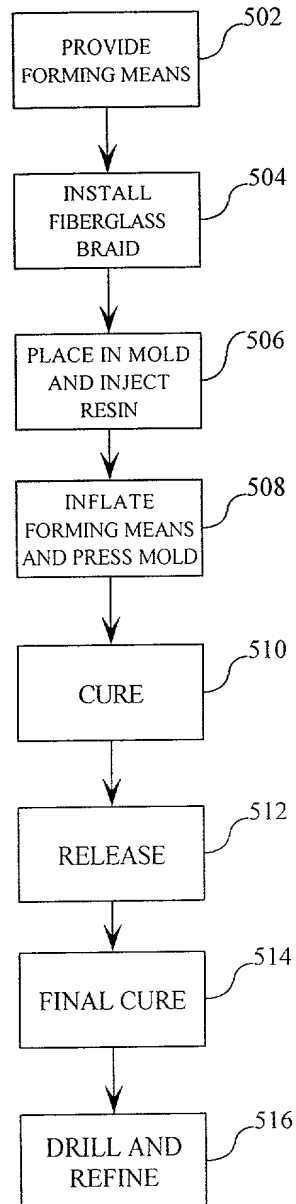 502
PROVIDE
FORMING MEANS
504
INSTALL
FIBERGLASS
BRAID
506
PLACE IN MOLD
AND INJECT
RESIN
508
INFLATE
FORMING MEANS
AND PRESS MOLD
510
CURE
512
RELEASE
514
FINAL CURE
516
DRILL AND
REFINE